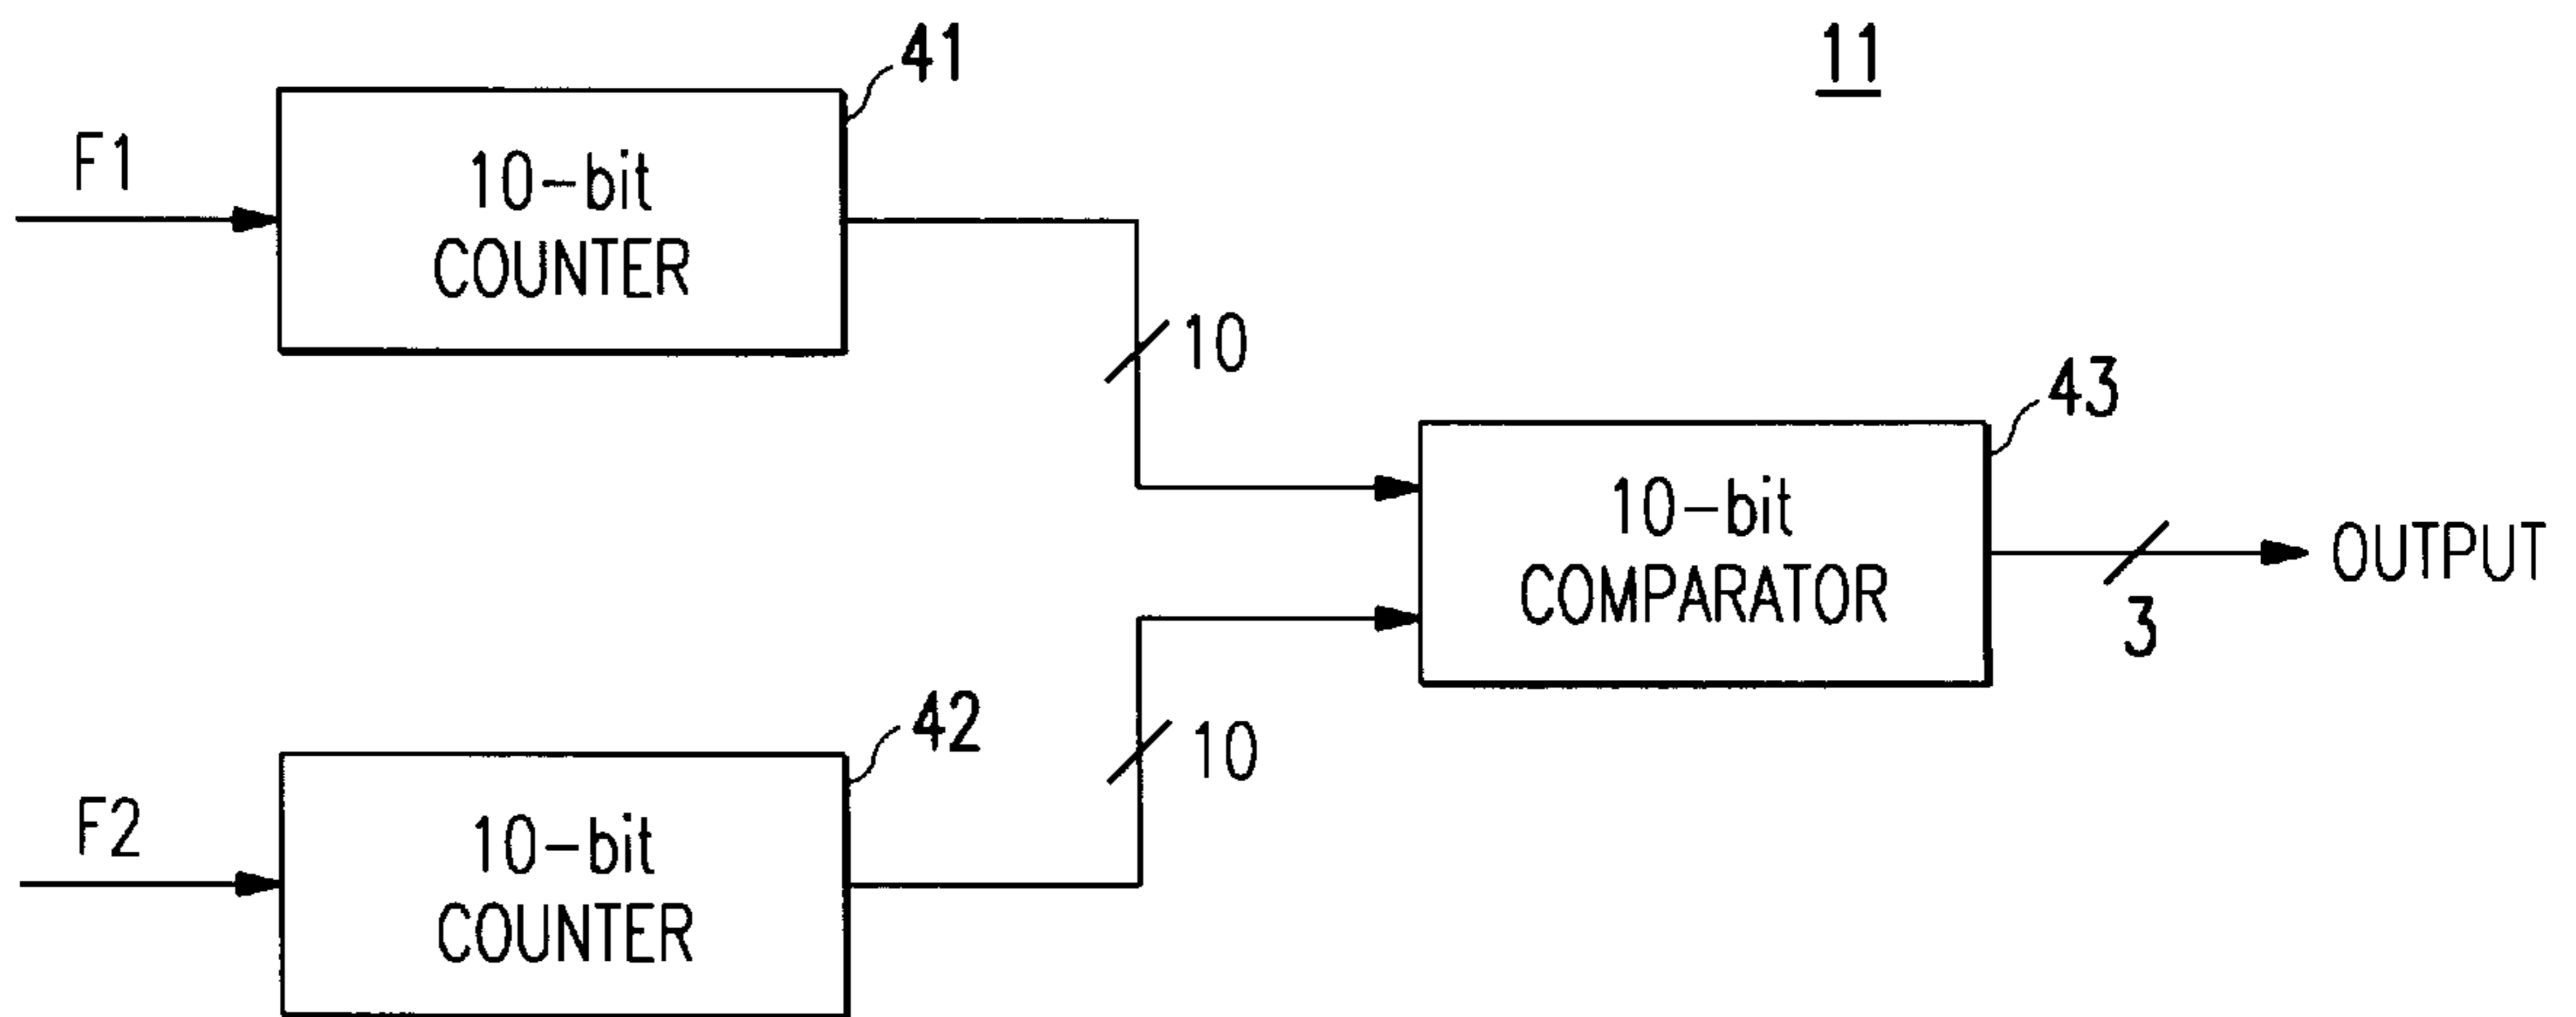 41
11
F1
10-bit
COUNTER
10
43
10-bit
COMPARATOR
OUTPUT
3
42
10
F2
10-bit
COUNTER